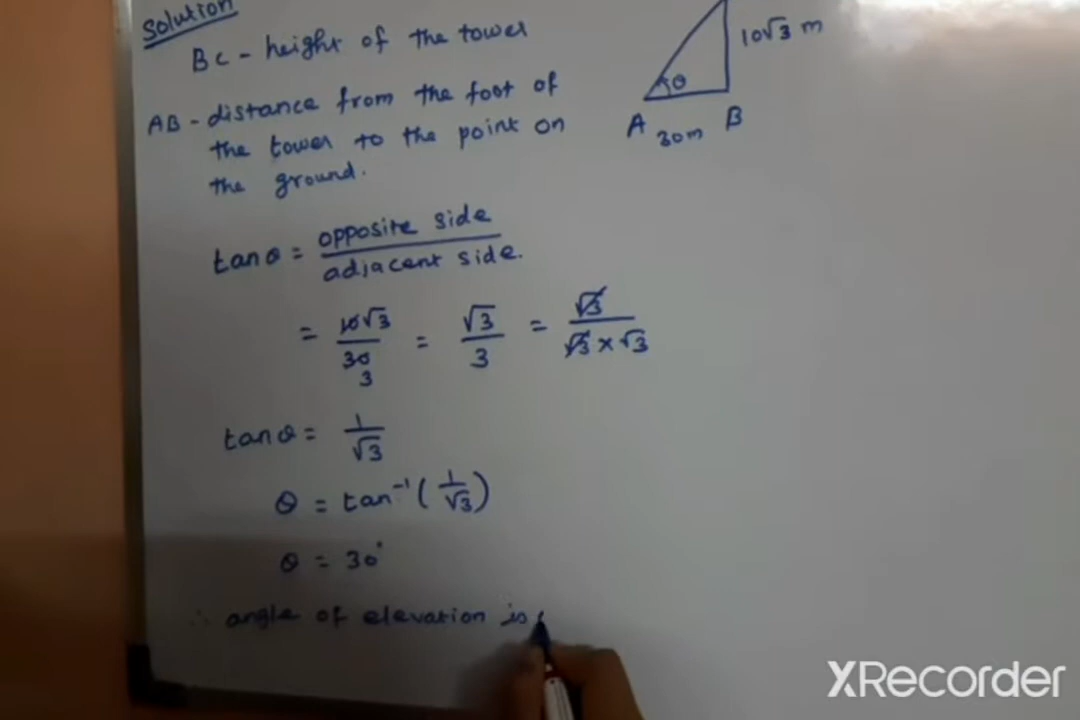 Solution
BC - height of the tower
AB - distance from the foot of
the tower to the point on
the ground.
10√3 m
θ
A 30m B
tanθ = opposite side / adjacent side.
= 10√3 / 30 3 = √3 / 3 = √3 / √3 × √3
tanθ = 1 / √3
θ = tan⁻¹ (1 / √3)
θ = 30°
∴ angle of elevation is
XRecorder